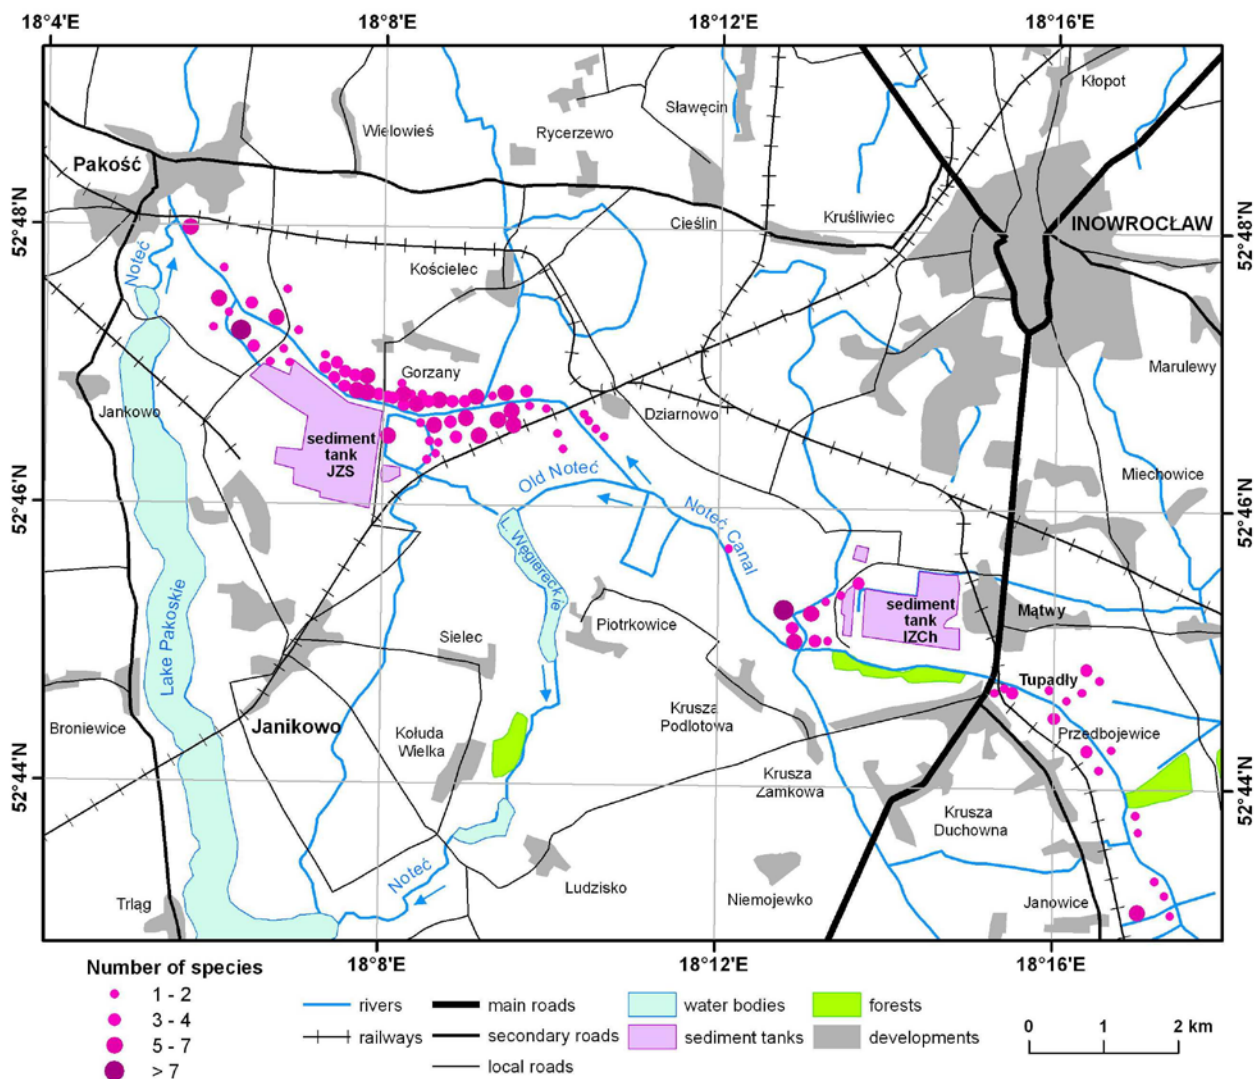 18°4'E 18°8'E 18°12'E 18°16'E
Kłopot
Sławęcin
Wielowieś
Rycerzewo
Pakość
52°48'N
Cieślin
Kruśliwiec
INOWROCŁAW
52°48'N
Noteć
Kościelec
Gorzany
Marulewy
Jankowo
Dziarnowo
sediment
tank
JZS
Miechowice
Old Noteć
52°46'N
52°46'N
Noteć Canal
L. Węgiereckie
Lake Pakoskie
sediment
tank
IZCh
Mątwy
Piotrkowice
Sielec
Tupadły
Krusza
Podlotowa
Broniewice
Janikowo
Kołuda
Wielka
Przedbojewice
52°44'N
Krusza
Zamkowa
52°44'N
Krusza
Duchowna
Noteć
Ludzisko
Niemojewko
Janowice
Trląg
18°8'E 18°12'E 18°16'E
Number of species
1 - 2
3 - 4
5 - 7
> 7
rivers
railways
main roads
secondary roads
local roads
water bodies
sediment tanks
forests
developments
0 1 2 km